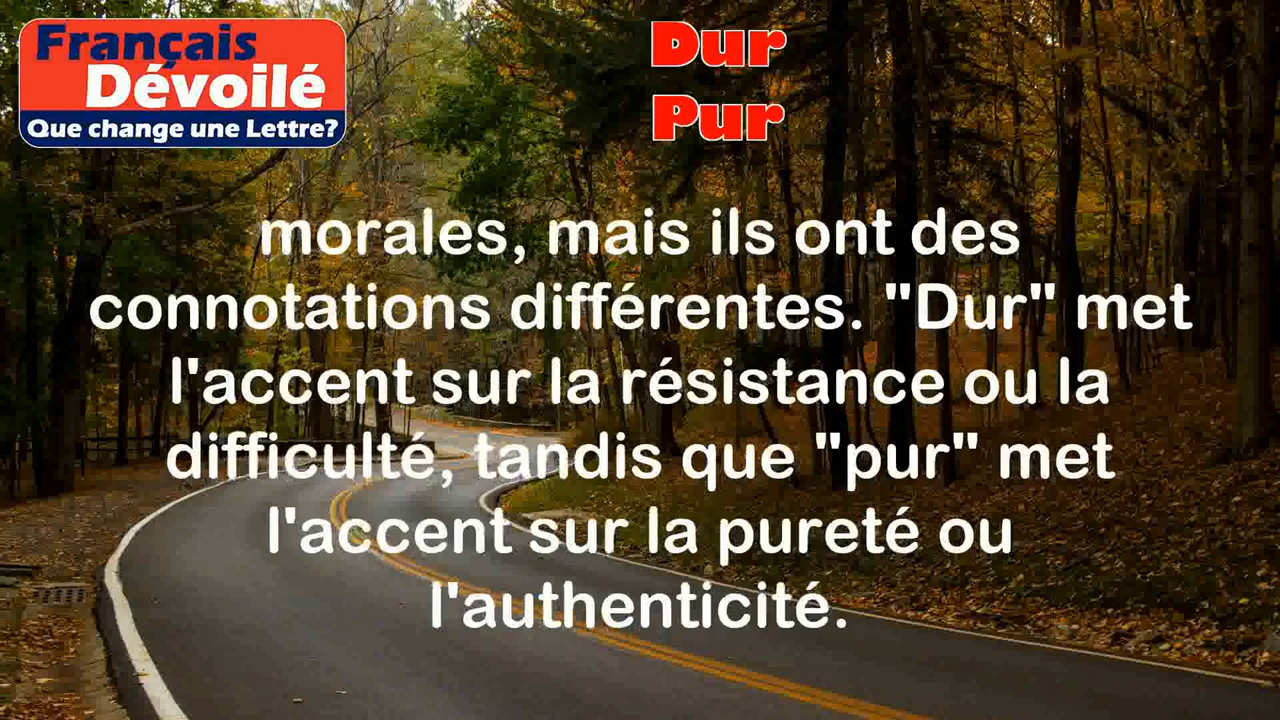 Français
Dévoilé
Que change une Lettre?
Dur
Pur
morales, mais ils ont des
connotations différentes. "Dur" met
l'accent sur la résistance ou la
difficulté, tandis que "pur" met
l'accent sur la pureté ou
l'authenticité.